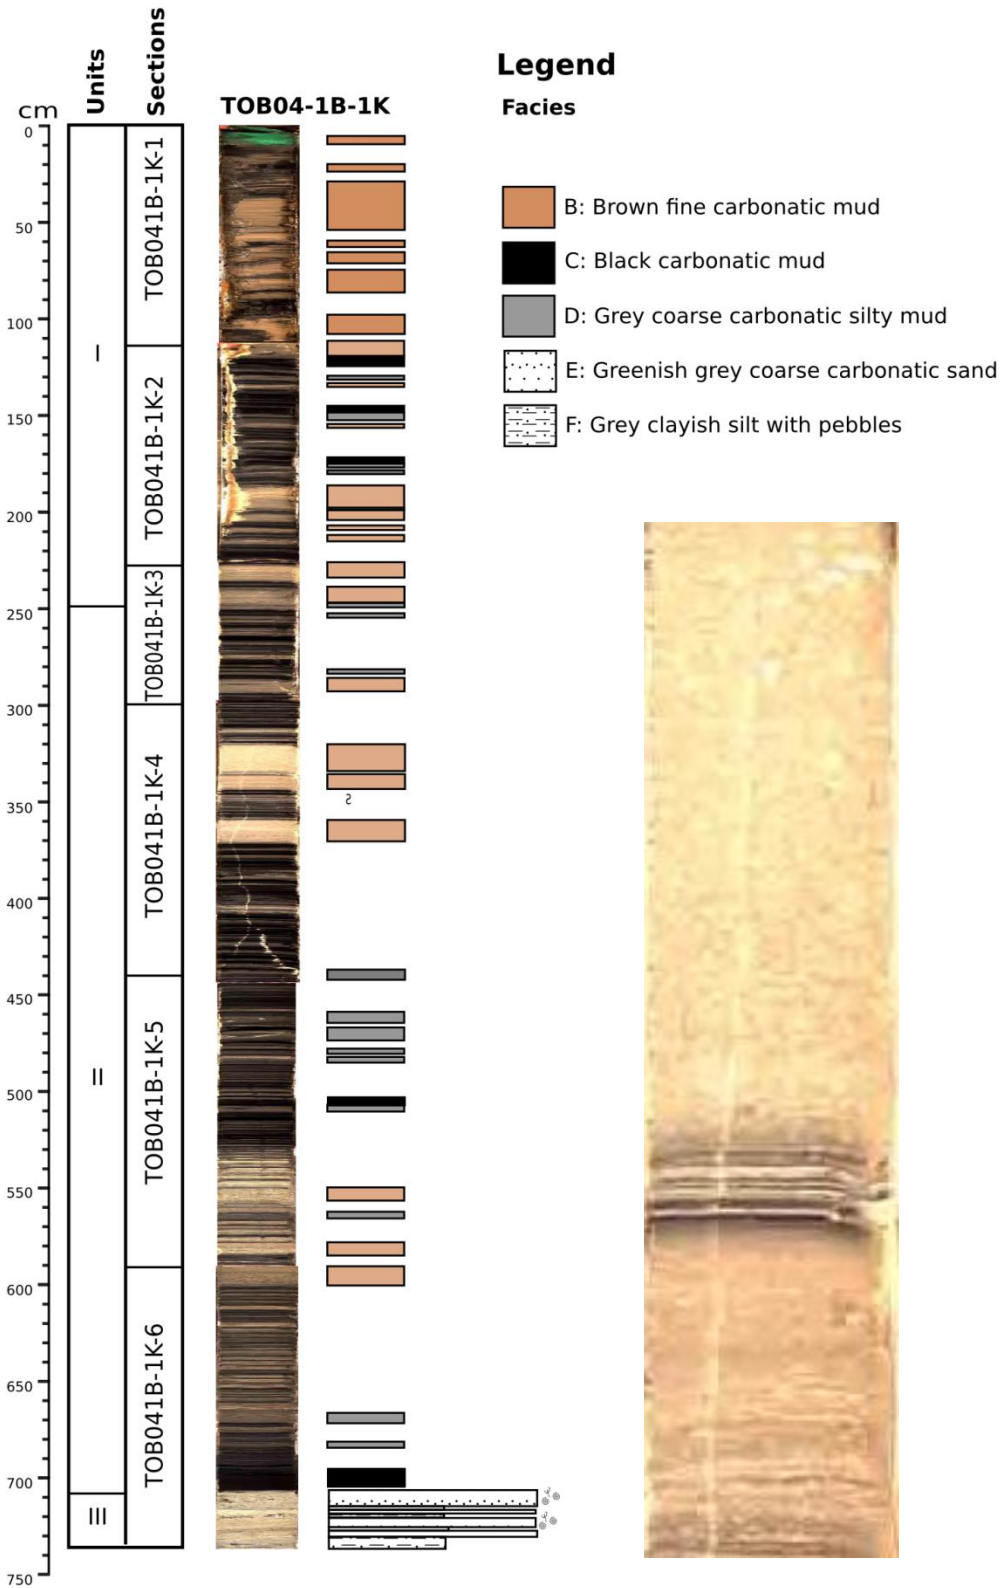 Legend
Units
Sections
cm
TOB04-1B-1K
Facies
0
50
100
150
200
250
300
350
400
450
500
550
600
650
700
750
I
II
III
TOB041B-1K-1
TOB041B-1K-2
TOB041B-1K-3
TOB041B-1K-4
TOB041B-1K-5
TOB041B-1K-6
B: Brown fine carbonatic mud
C: Black carbonatic mud
D: Grey coarse carbonatic silty mud
E: Greenish grey coarse carbonatic sand
F: Grey clayish silt with pebbles